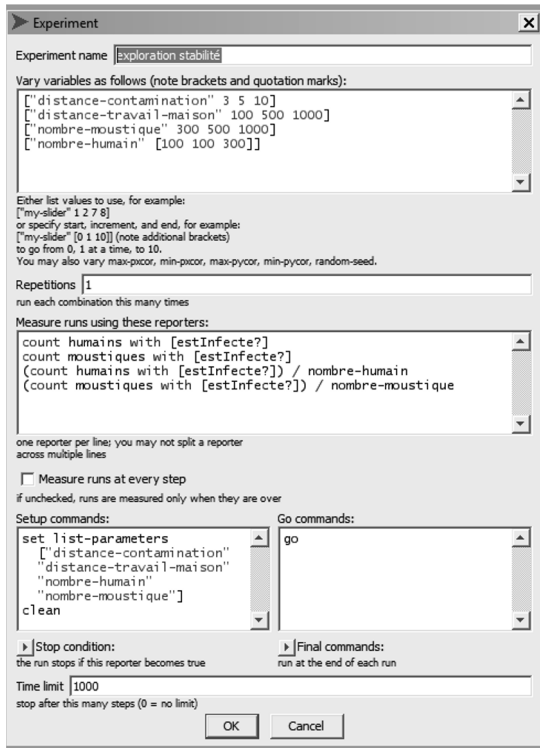 Experiment
Experiment name exploration stabilité
Vary variables as follows (note brackets and quotation marks):
["distance-contamination" 3 5 10]
["distance-travail-maison" 100 500 1000]
["nombre-moustique" 300 500 1000]
["nombre-humain" [100 100 300]]
Either list values to use, for example:
["my-slider" 1 2 7 8]
or specify start, increment, and end, for example:
["my-slider" [0 1 10]] (note additional brackets)
to go from 0, 1 at a time, to 10.
You may also vary max-pxcor, min-pxcor, max-pycor, min-pycor, random-seed.
Repetitions 1
run each combination this many times
Measure runs using these reporters:
count humains with [estInfecte?]
count moustiques with [estInfecte?]
(count humains with [estInfecte?]) / nombre-humain
(count moustiques with [estInfecte?]) / nombre-moustique
one reporter per line; you may not split a reporter
across multiple lines
Measure runs at every step
if unchecked, runs are measured only when they are over
Setup commands:
set list-parameters
["distance-contamination"
"distance-travail-maison"
"nombre-humain"
"nombre-moustique"]
clean
Go commands:
go
Stop condition:
the run stops if this reporter becomes true
Final commands:
run at the end of each run
Time limit 1000
stop after this many steps (0 = no limit)
OK
Cancel